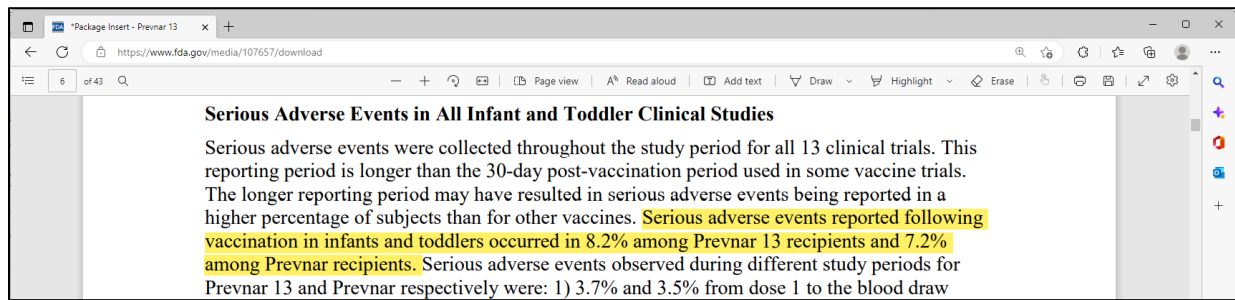 FDA *Package Insert - Prevnar 13
https://www.fda.gov/media/107657/download
6 of 43 Page view Read aloud Add text Draw Highlight Erase
Serious Adverse Events in All Infant and Toddler Clinical Studies
Serious adverse events were collected throughout the study period for all 13 clinical trials. This
reporting period is longer than the 30-day post-vaccination period used in some vaccine trials.
The longer reporting period may have resulted in serious adverse events being reported in a
higher percentage of subjects than for other vaccines. Serious adverse events reported following
vaccination in infants and toddlers occurred in 8.2% among Prevnar 13 recipients and 7.2%
among Prevnar recipients. Serious adverse events observed during different study periods for
Prevnar 13 and Prevnar respectively were: 1) 3.7% and 3.5% from dose 1 to the blood draw